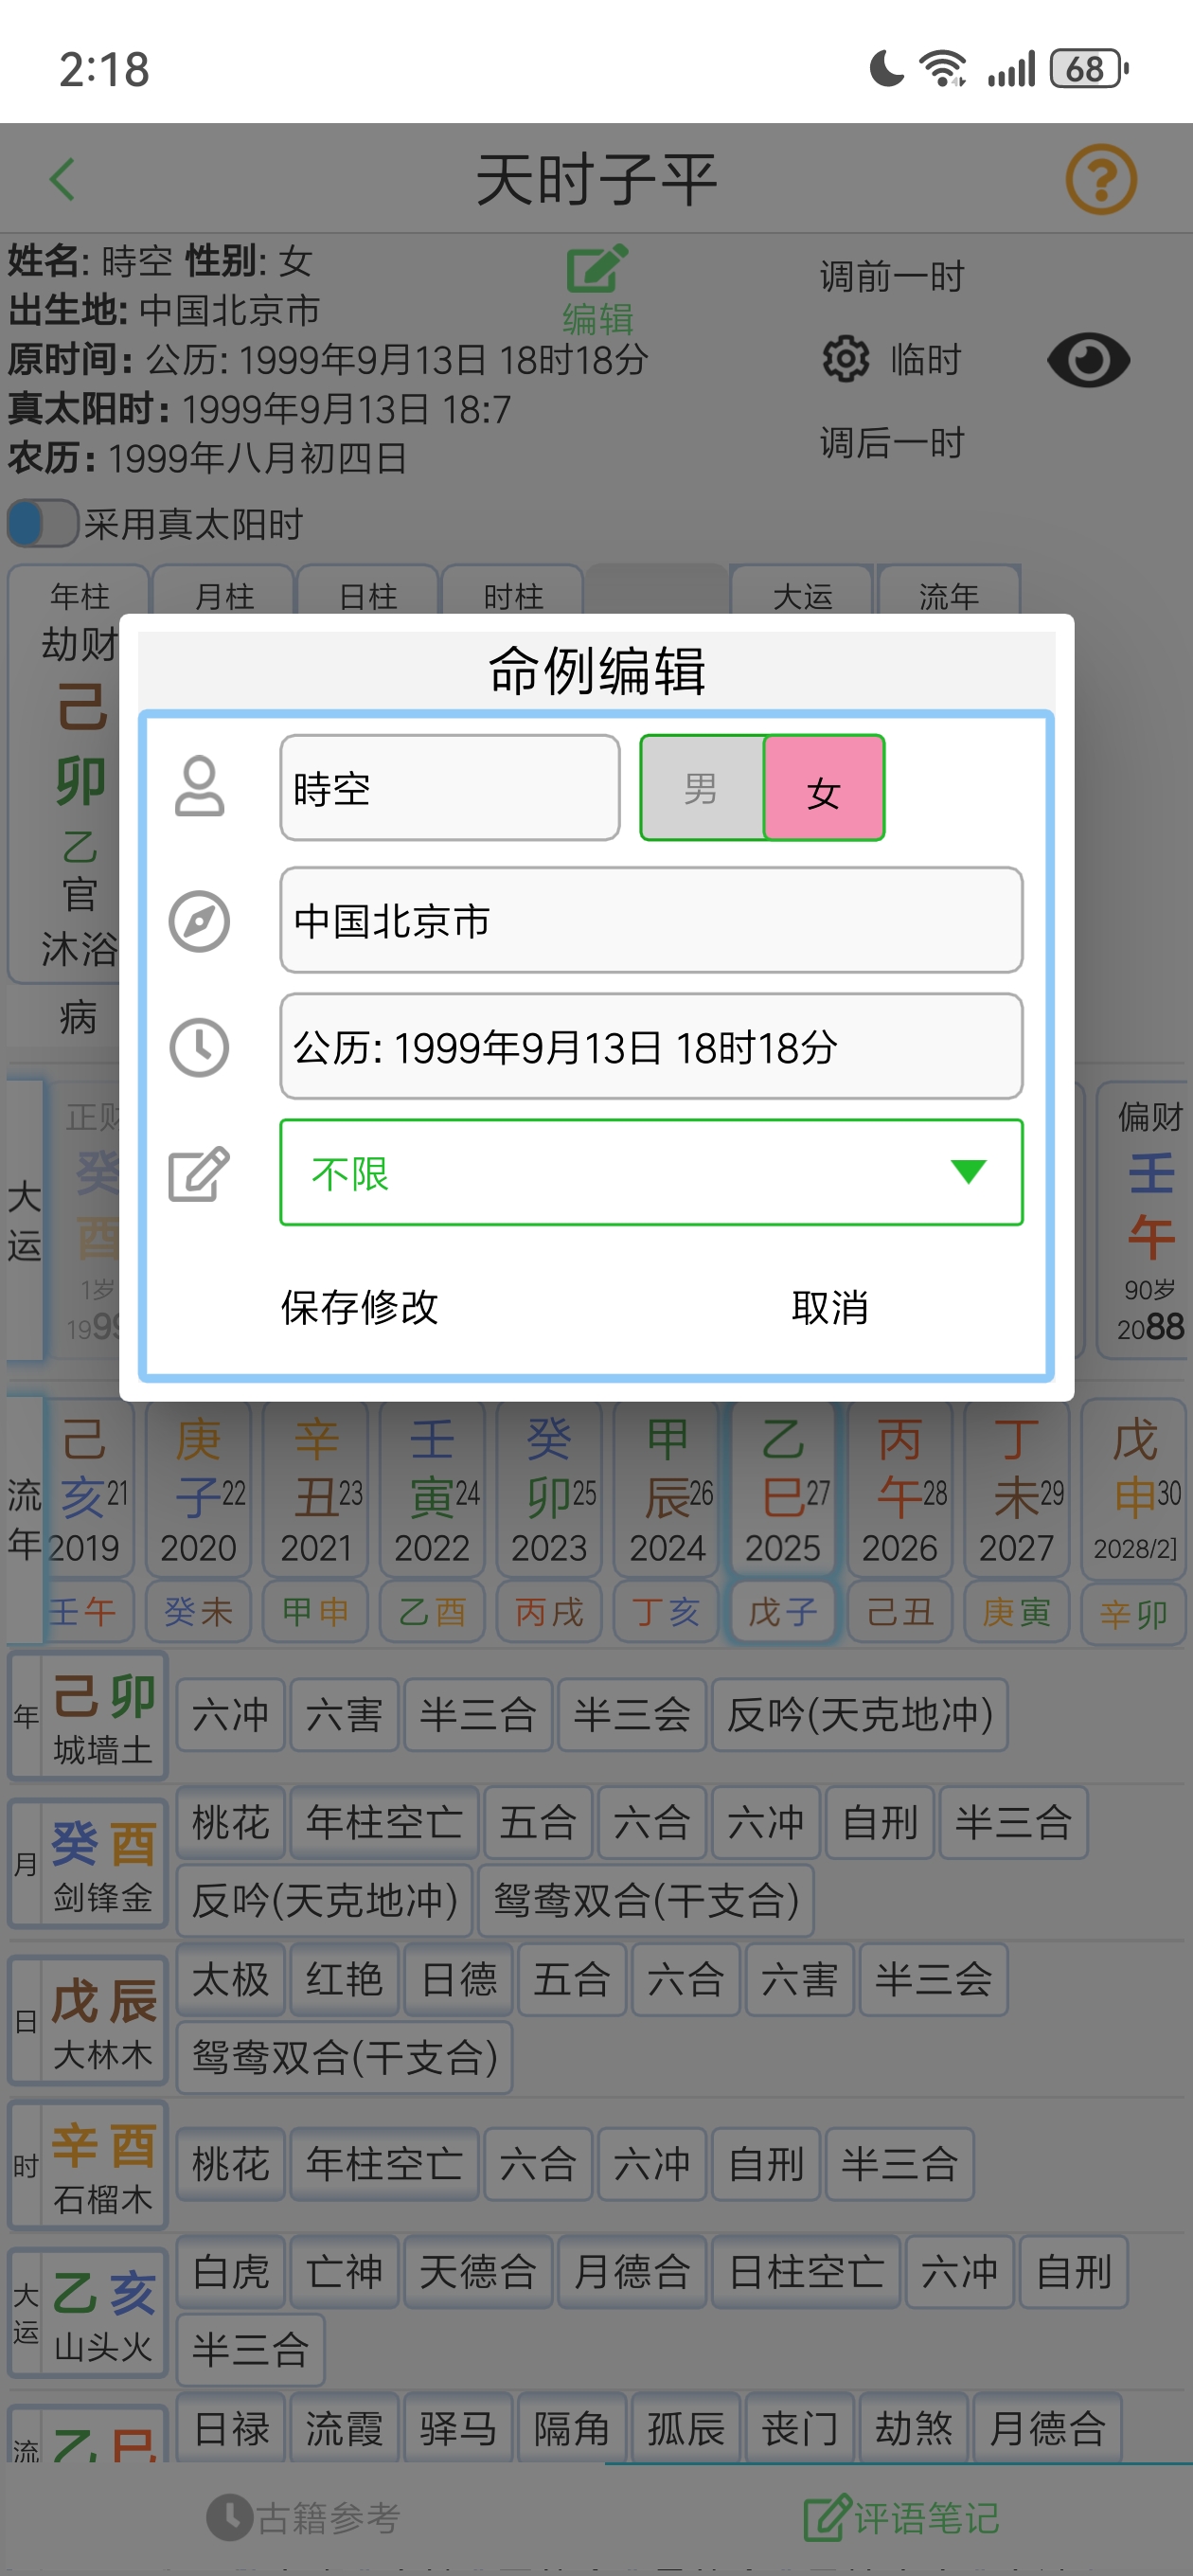 2:18
68
天时子平
姓名: 時空 性别: 女
编辑
调前一时
出生地: 中国北京市
原时间: 公历: 1999年9月13日 18时18分
临时
真太阳时: 1999年9月13日 18:7
调后一时
农历: 1999年八月初四日
采用真太阳时
年柱 月柱 日柱 时柱 大运 流年
劫财
己
卯
乙
官
沐浴
病
命例编辑
時空 男 女
中国北京市
公历: 1999年9月13日 18时18分
不限
保存修改 取消
大运
正财
癸
酉
1岁
1999
偏财
壬
午
90岁
2088
流年
己 庚 辛 壬 癸 甲 乙 丙 丁 戊
亥21 子22 丑23 寅24 卯25 辰26 巳27 午28 未29 申30
2019 2020 2021 2022 2023 2024 2025 2026 2027 2028/2]
壬午 癸未 甲申 乙酉 丙戌 丁亥 戊子 己丑 庚寅 辛卯
年 己卯 城墙土
六冲 六害 半三合 半三会 反吟(天克地冲)
月 癸酉 剑锋金
桃花 年柱空亡 五合 六合 六冲 自刑 半三合
反吟(天克地冲) 鸳鸯双合(干支合)
日 戊辰 大林木
太极 红艳 日德 五合 六合 六害 半三会
鸳鸯双合(干支合)
时 辛酉 石榴木
桃花 年柱空亡 六合 六冲 自刑 半三合
大运 乙亥 山头火
白虎 亡神 天德合 月德合 日柱空亡 六冲 自刑
半三合
流 乙巳
日禄 流霞 驿马 隔角 孤辰 丧门 劫煞 月德合
古籍参考 评语笔记